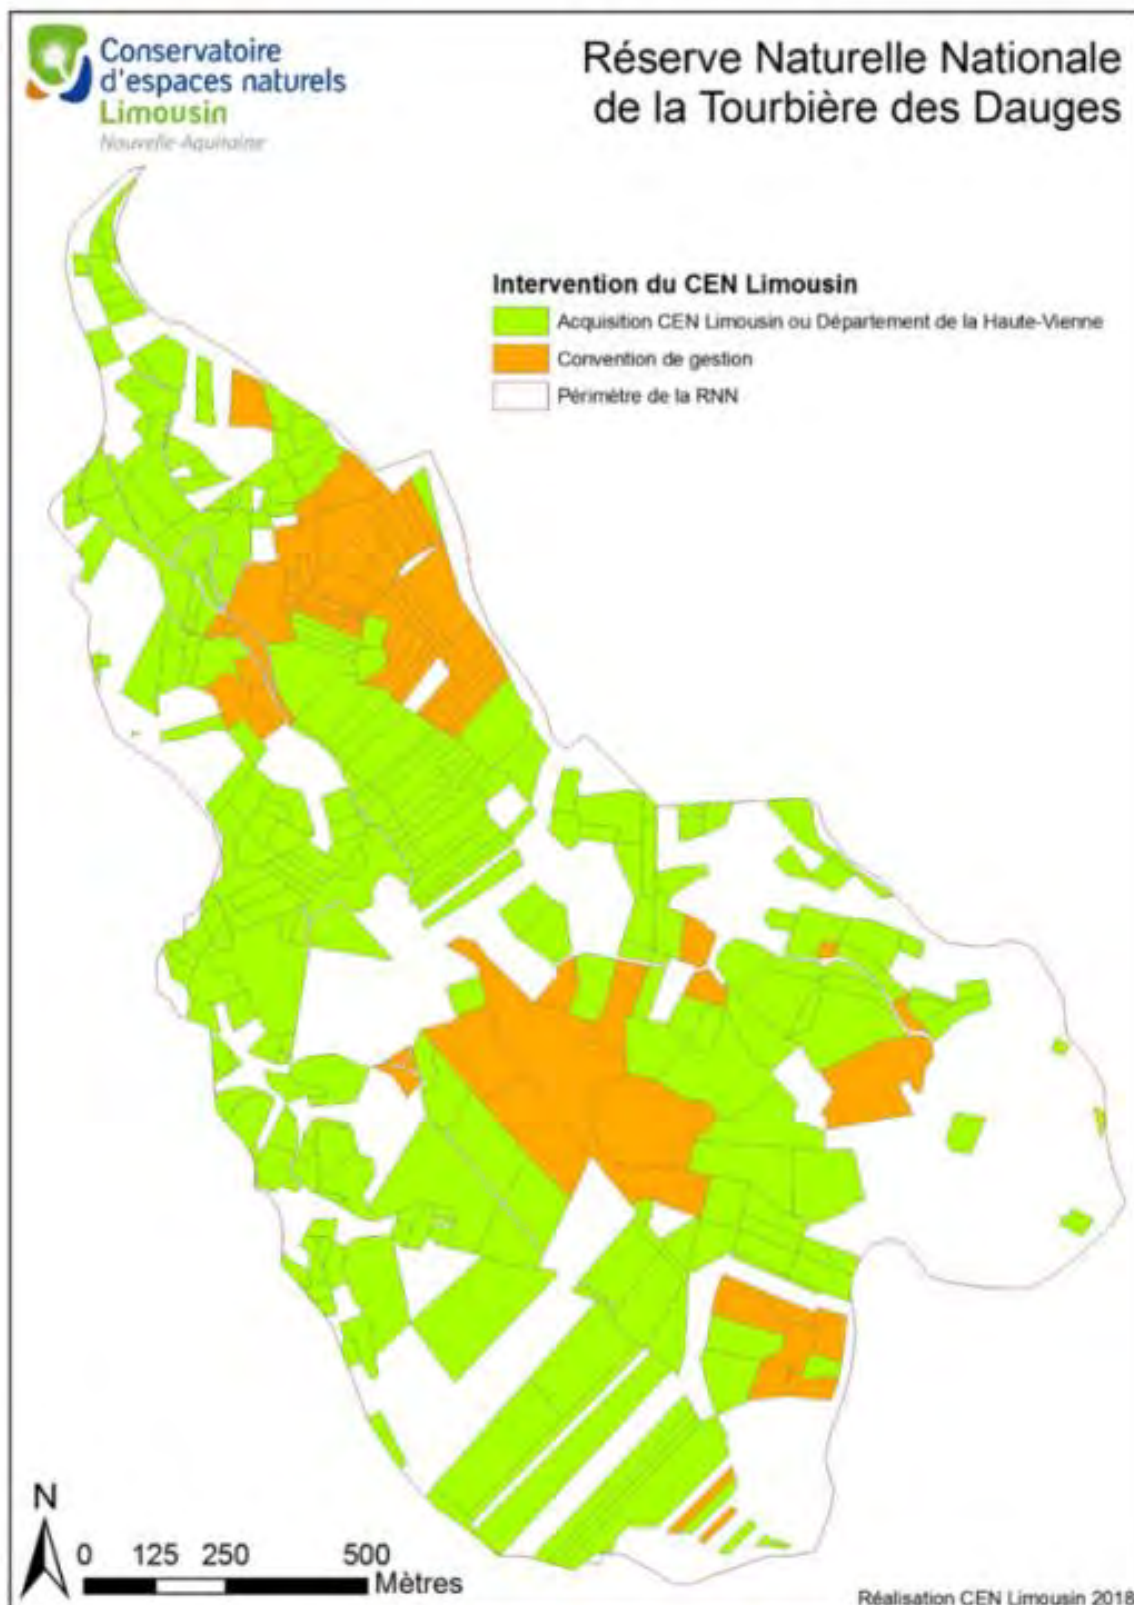 Conservatoire
d'espaces naturels
Limousin
Nouvelle-Aquitaine
Réserve Naturelle Nationale
de la Tourbière des Dauges
Intervention du CEN Limousin
Acquisition CEN Limousin ou Département de la Haute-Vienne
Convention de gestion
Périmètre de la RNN
N
0 125 250 500
Mètres
Réalisation CEN Limousin 2018